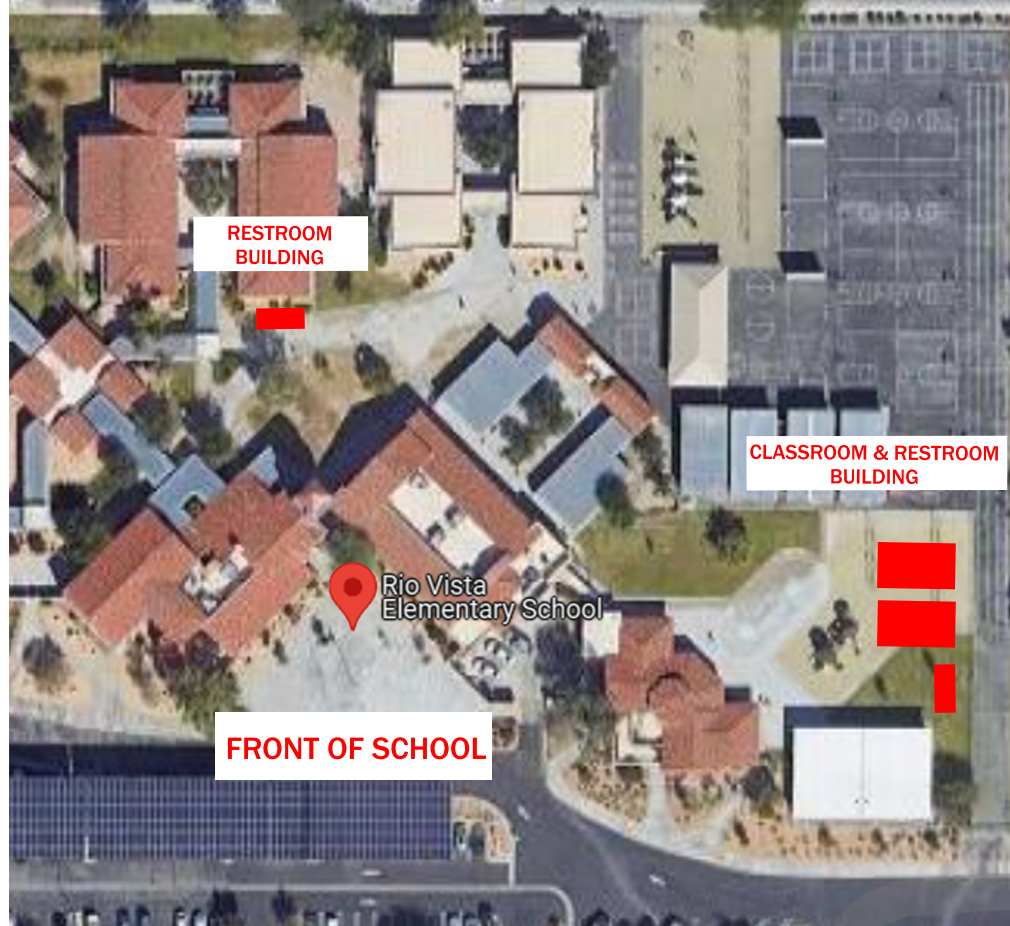 RESTROOM
BUILDING
CLASSROOM & RESTROOM
BUILDING
Rio Vista
Elementary School
FRONT OF SCHOOL